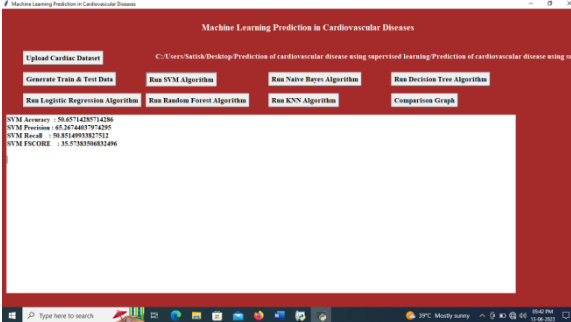 Machine Learning Prediction in Cardiovascular Diseases
Machine Learning Prediction in Cardiovascular Diseases
Upload Cardiac Dataset
C:/Users/Satish/Desktop/Prediction of cardiovascular disease using supervised learning/Prediction of cardiovascular disease using su
Generate Train & Test Data
Run SVM Algorithm
Run Naive Bayes Algorithm
Run Decision Tree Algorithm
Run Logistic Regression Algorithm
Run Random Forest Algorithm
Run KNN Algorithm
Comparison Graph
SVM Accuracy : 50.65714285714286
SVM Precision : 65.26744037974295
SVM Recall : 50.85149933827512
SVM FSCORE : 35.57383506832496
Type here to search
39°C Mostly sunny
05:42 PM
13-06-2023